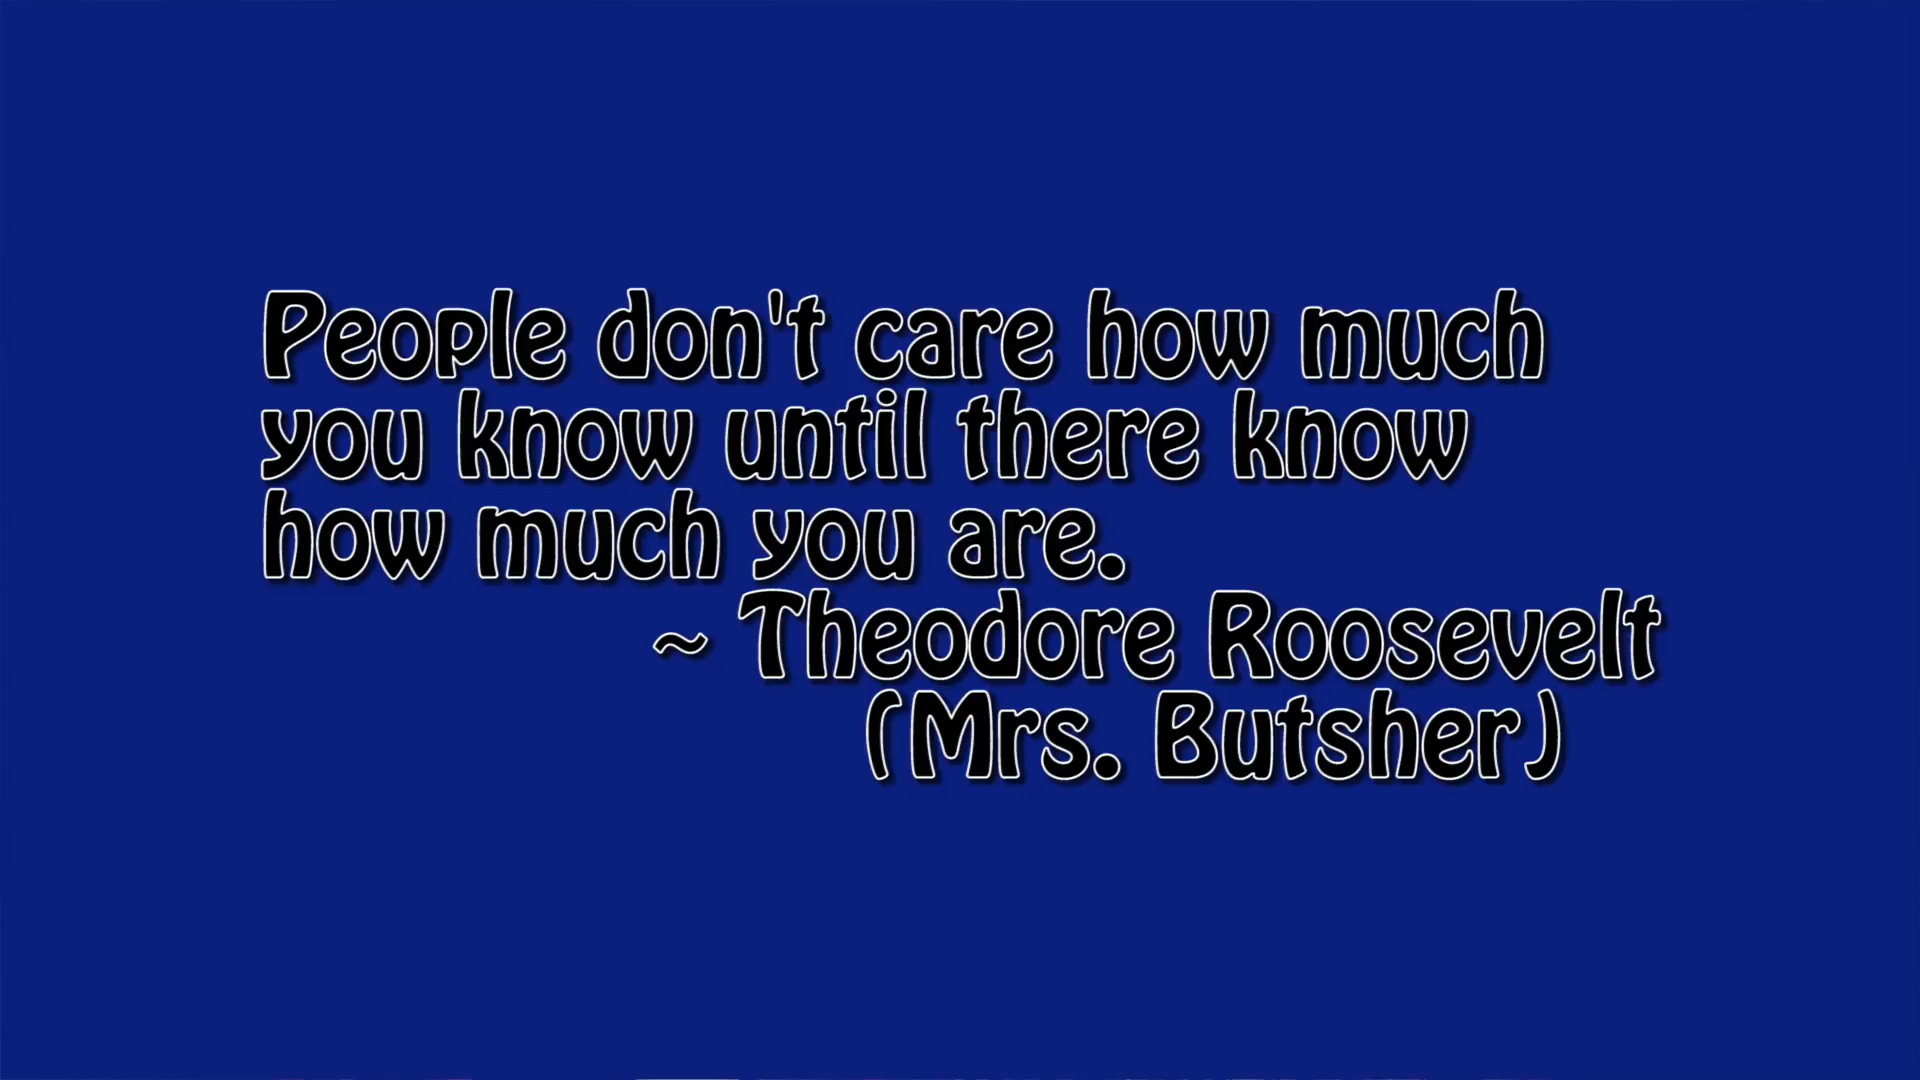 People don't care how much
you know until there know
how much you are.
~ Theodore Roosevelt
(Mrs. Butsher)